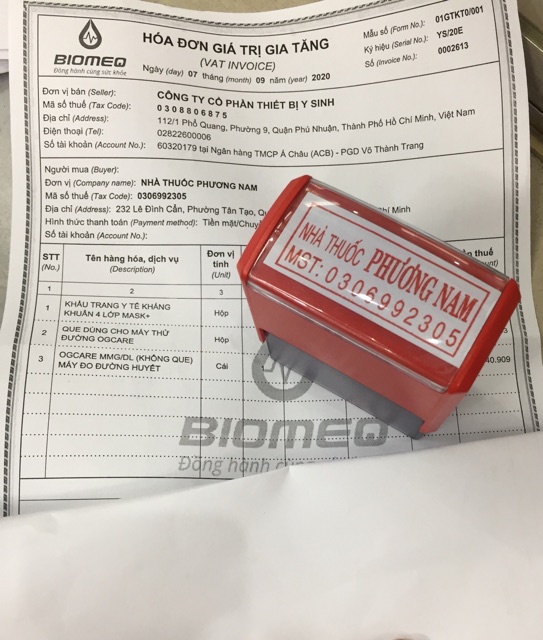 BIOMEQ
Đồng hành cùng sức khỏe
HÓA ĐƠN GIÁ TRỊ GIA TĂNG
(VAT INVOICE)
Ngày (day) 07 tháng (month) 09 năm (year) 2020
Mẫu số (Form No.): 01GTKT0/001
Ký hiệu (Serial No.): YS/20E
Số (Invoice No.): 0002613
Đơn vị bán (Seller): CÔNG TY CỔ PHẦN THIẾT BỊ Y SINH
Mã số thuế (Tax Code): 0308806875
Địa chỉ (Address): 112/1 Phổ Quang, Phường 9, Quận Phú Nhuận, Thành Phố Hồ Chí Minh, Việt Nam
Điện thoại (Tel): 02822600006
Số tài khoản (Account No.): 60320179 tại Ngân hàng TMCP Á Châu (ACB) - PGD Võ Thành Trang
Người mua (Buyer):
Đơn vị (Company name): NHÀ THUỐC PHƯƠNG NAM
Mã số thuế (Tax Code): 0306992305
Địa chỉ (Address): 232 Lê Đình Cẩn, Phường Tân Tạo, Minh
Hình thức thanh toán (Payment method): Tiền mặt/Chuy
Số tài khoản (Account No.):
STT (No.) Tên hàng hóa, dịch vụ (Description) Đơn vị tính (Unit) thuế
1 2 3
1 KHẨU TRANG Y TẾ KHÁNG KHUẨN 4 LỚP MASK+ Hộp
2 QUE DÙNG CHO MÁY THỬ ĐƯỜNG OGCARE Hộp
3 OGCARE MMG/DL (KHÔNG QUE) MÁY ĐO ĐƯỜNG HUYẾT Cái 0.909
BIOMEQ
Đồng hành
NHÀ THUỐC PHƯƠNG NAM
MST: 0306992305